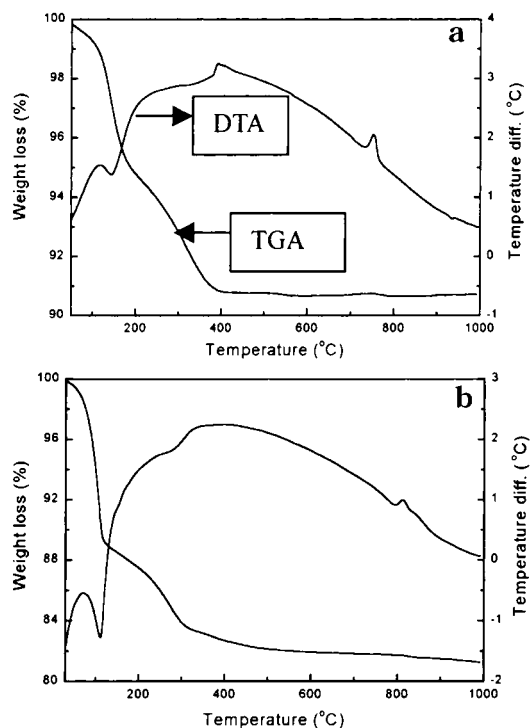 a
100
98
96
94
92
90
Weight loss (%)
DTA
TGA
4
3
2
1
0
-1
Temperature diff. (°C)
200 400 600 800 1000
Temperature (°C)
b
100
96
92
88
84
80
Weight loss (%)
3
2
1
0
-1
-2
Temperature diff. (°C)
200 400 600 800 1000
Temperature (°C)